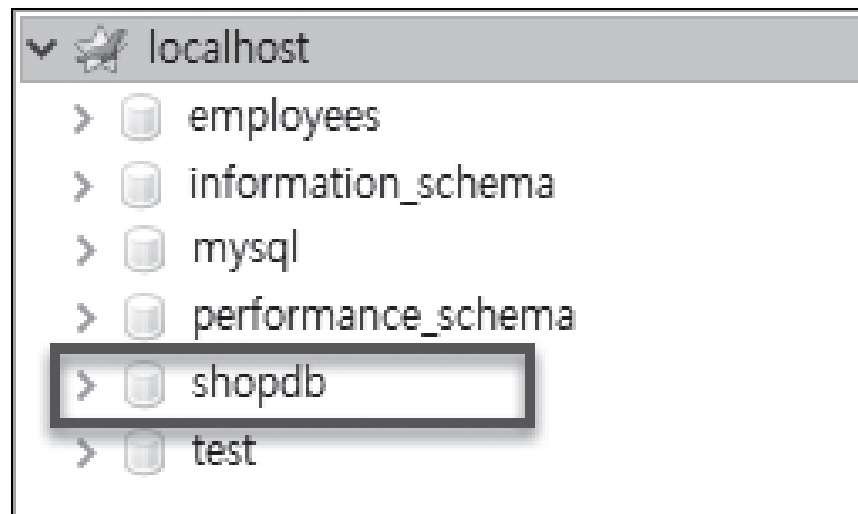 localhost
employees
information_schema
mysql
performance_schema
shopdb
test